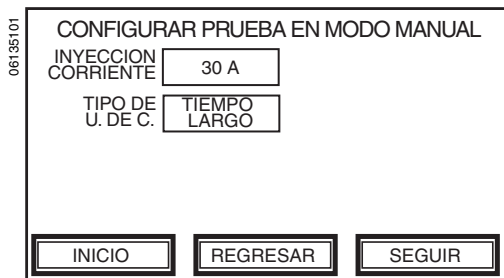 06135101
CONFIGURAR PRUEBA EN MODO MANUAL
INYECCION
CORRIENTE
30 A
TIPO DE
U. DE C.
TIEMPO
LARGO
INICIO
REGRESAR
SEGUIR